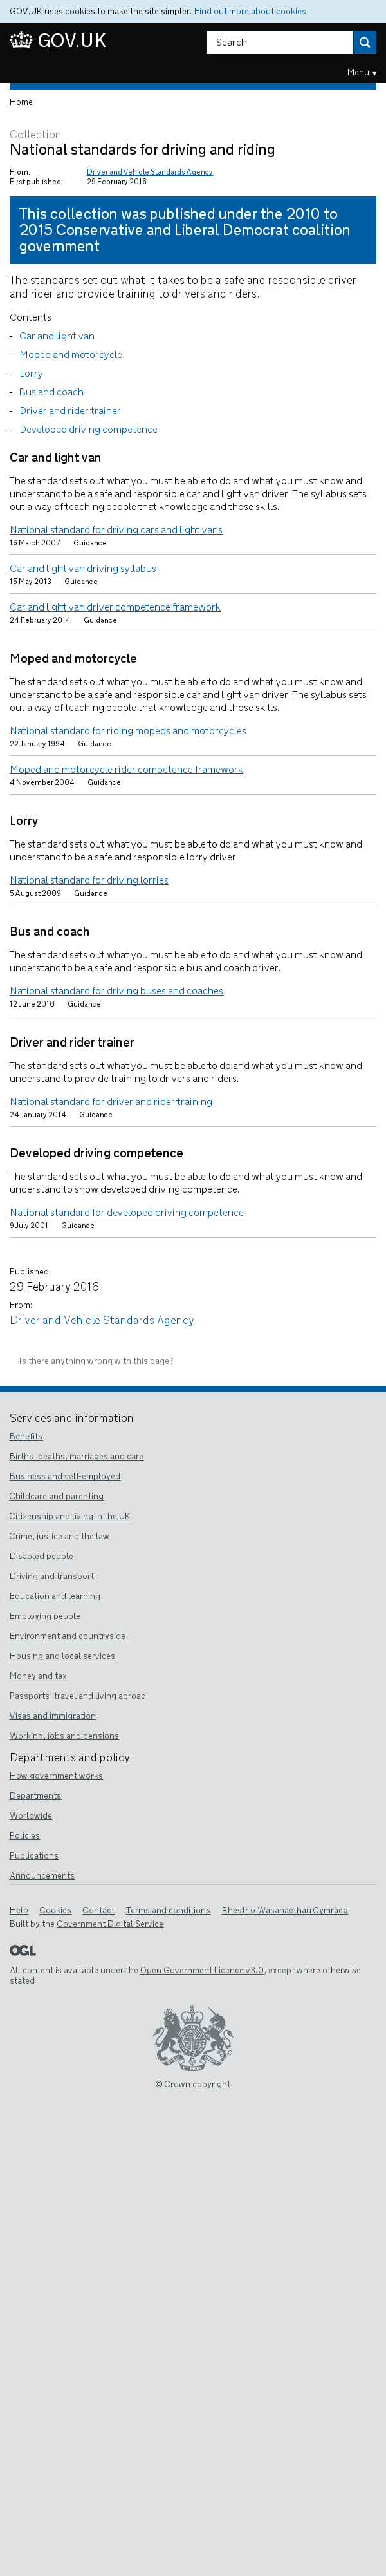 GOV.UK uses cookies to make the site simpler. Find out more about cookies
GOV.UK
Search
Menu ▾
Home
Collection
National standards for driving and riding
From: Driver and Vehicle Standards Agency
First published: 29 February 2016
This collection was published under the 2010 to
2015 Conservative and Liberal Democrat coalition
government
The standards set out what it takes to be a safe and responsible driver
and rider and provide training to drivers and riders.
Contents
- Car and light van
- Moped and motorcycle
- Lorry
- Bus and coach
- Driver and rider trainer
- Developed driving competence
Car and light van
The standard sets out what you must be able to do and what you must know and
understand to be a safe and responsible car and light van driver. The syllabus sets
out a way of teaching people that knowledge and those skills.
National standard for driving cars and light vans
16 March 2007 Guidance
Car and light van driving syllabus
15 May 2013 Guidance
Car and light van driver competence framework
24 February 2014 Guidance
Moped and motorcycle
The standard sets out what you must be able to do and what you must know and
understand to be a safe and responsible car and light van driver. The syllabus sets
out a way of teaching people that knowledge and those skills.
National standard for riding mopeds and motorcycles
22 January 1994 Guidance
Moped and motorcycle rider competence framework
4 November 2004 Guidance
Lorry
The standard sets out what you must be able to do and what you must know and
understand to be a safe and responsible lorry driver.
National standard for driving lorries
5 August 2009 Guidance
Bus and coach
The standard sets out what you must be able to do and what you must know and
understand to be a safe and responsible bus and coach driver.
National standard for driving buses and coaches
12 June 2010 Guidance
Driver and rider trainer
The standard sets out what you must be able to do and what you must know and
understand to provide training to drivers and riders.
National standard for driver and rider training
24 January 2014 Guidance
Developed driving competence
The standard sets out what you must be able to do and what you must know and
understand to show developed driving competence.
National standard for developed driving competence
9 July 2001 Guidance
Published:
29 February 2016
From:
Driver and Vehicle Standards Agency
Is there anything wrong with this page?
Services and information
Benefits
Births, deaths, marriages and care
Business and self-employed
Childcare and parenting
Citizenship and living in the UK
Crime, justice and the law
Disabled people
Driving and transport
Education and learning
Employing people
Environment and countryside
Housing and local services
Money and tax
Passports, travel and living abroad
Visas and immigration
Working, jobs and pensions
Departments and policy
How government works
Departments
Worldwide
Policies
Publications
Announcements
Help Cookies Contact Terms and conditions Rhestr o Wasanaethau Cymraeg
Built by the Government Digital Service
OGL
All content is available under the Open Government Licence v3.0, except where otherwise
stated
© Crown copyright